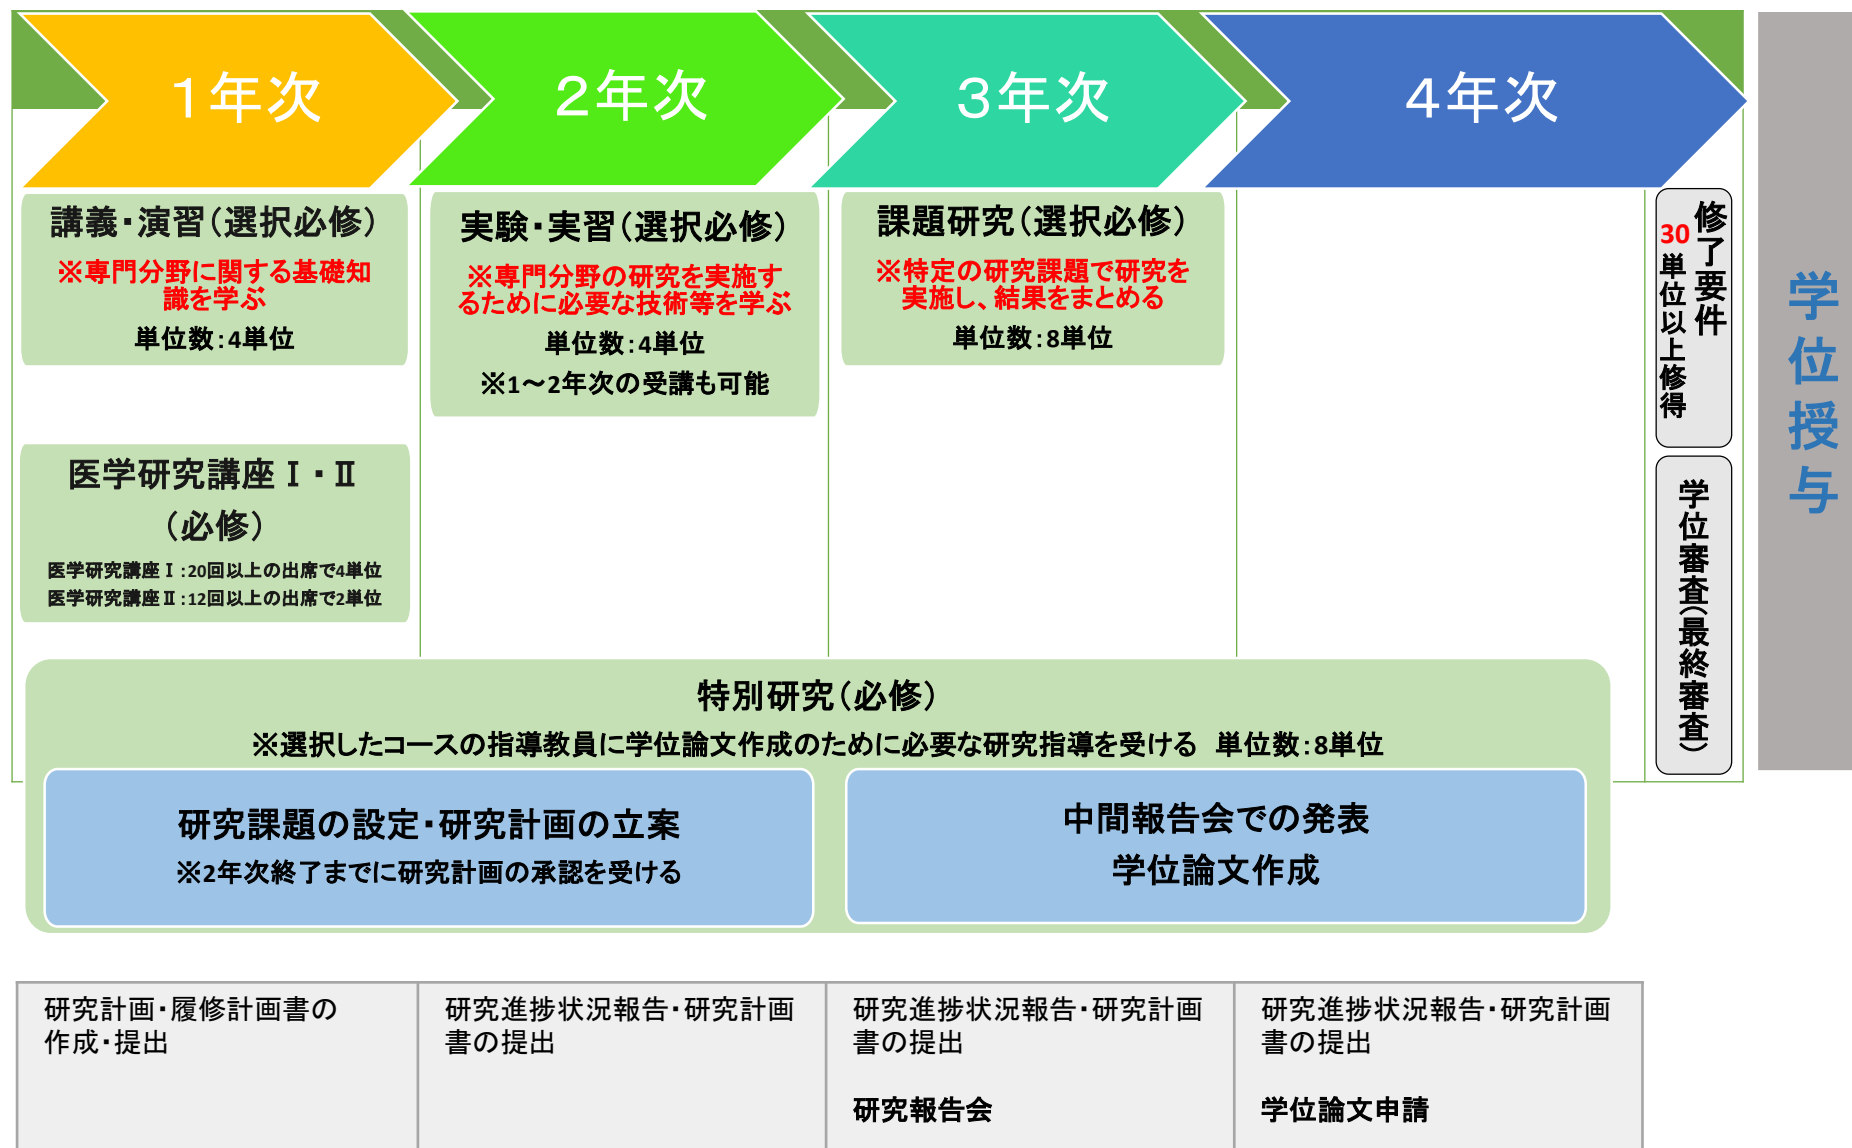 1年次
2年次
3年次
4年次
講義・演習（選択必修）
※専門分野に関する基礎知
識を学ぶ
単位数：4単位
実験・実習（選択必修）
※専門分野の研究を実施す
るために必要な技術等を学ぶ
単位数：4単位
※1～2年次の受講も可能
課題研究（選択必修）
※特定の研究課題で研究を
実施し、結果をまとめる
単位数：8単位
医学研究講座Ⅰ・Ⅱ
（必修）
医学研究講座Ⅰ：20回以上の出席で4単位
医学研究講座Ⅱ：12回以上の出席で2単位
修了要件
30単位以上修得
学位審査（最終審査）
学位授与
特別研究（必修）
※選択したコースの指導教員に学位論文作成のために必要な研究指導を受ける　単位数：8単位
研究課題の設定・研究計画の立案
※2年次終了までに研究計画の承認を受ける
中間報告会での発表
学位論文作成
研究計画・履修計画書の
作成・提出
研究進捗状況報告・研究計画
書の提出
研究進捗状況報告・研究計画
書の提出
研究報告会
研究進捗状況報告・研究計画
書の提出
学位論文申請